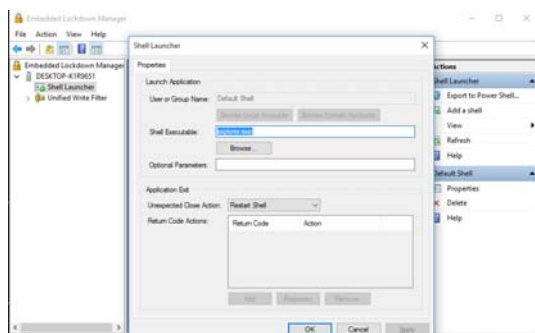 Embedded Lockdown Manager
File Action View Help
Embedded Lockdown Manager
DESKTOP-K1R9651
Shell Launcher
Unified Write Filter
Shell Launcher
Properties
Launch Application
User or Group Name: Default Shell
Browse Local Accounts Browse Domain Accounts
Shell Executable: explorer.exe
Browse...
Optional Parameters:
Application Exit
Unexpected Close Action: Restart Shell
Return Code Actions: Return Code Action
Add Properties Remove
OK Cancel Apply
Actions
Shell Launcher
Export to Power Shell...
Add a shell
View
Refresh
Help
Default Shell
Properties
Delete
Help